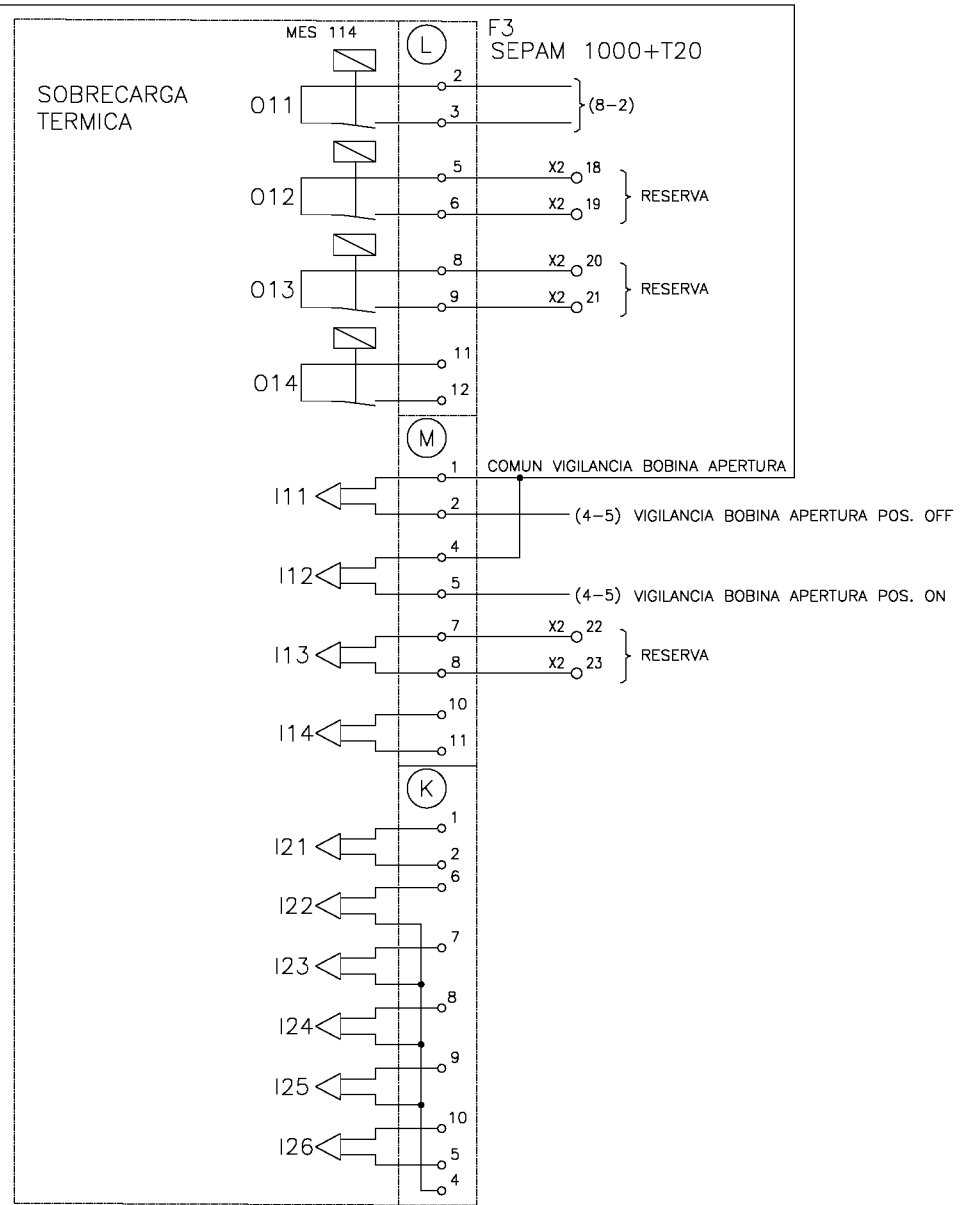 MES 114
L
F3
SEPAM 1000+T20
SOBRECARGA
TERMICA
O11
2
3
(8-2)
O12
5
6
X2 18
X2 19
RESERVA
O13
8
9
X2 20
X2 21
RESERVA
O14
11
12
M
I11
1
COMUN VIGILANCIA BOBINA APERTURA
2
(4-5) VIGILANCIA BOBINA APERTURA POS. OFF
I12
4
5
(4-5) VIGILANCIA BOBINA APERTURA POS. ON
I13
7
8
X2 22
X2 23
RESERVA
I14
10
11
K
I21
1
2
I22
6
I23
7
I24
8
I25
9
I26
10
5
4